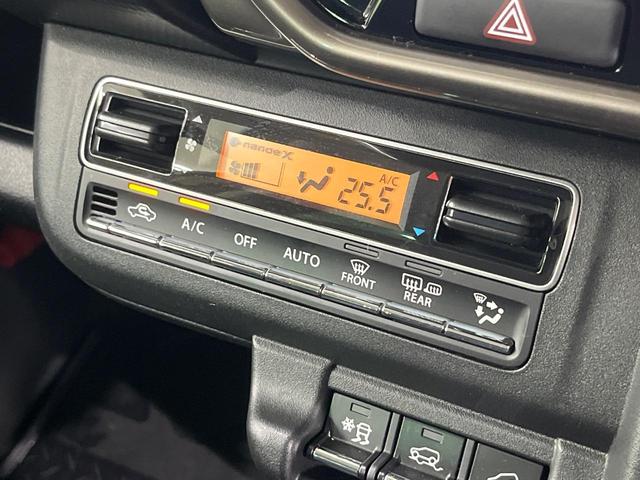 nanoeX
A/C
25.5
A/C
OFF
AUTO
FRONT
REAR